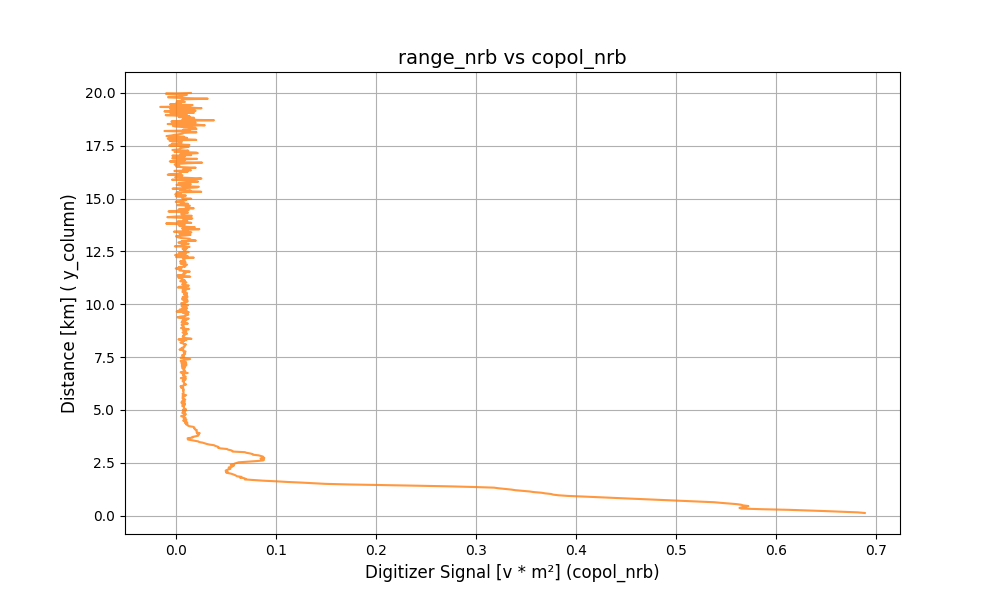 range_nrb vs copol_nrb
20.0
17.5
15.0
12.5
10.0
7.5
5.0
2.5
0.0
Distance [km] ( y_column)
0.0 0.1 0.2 0.3 0.4 0.5 0.6 0.7
Digitizer Signal [v * m²] (copol_nrb)